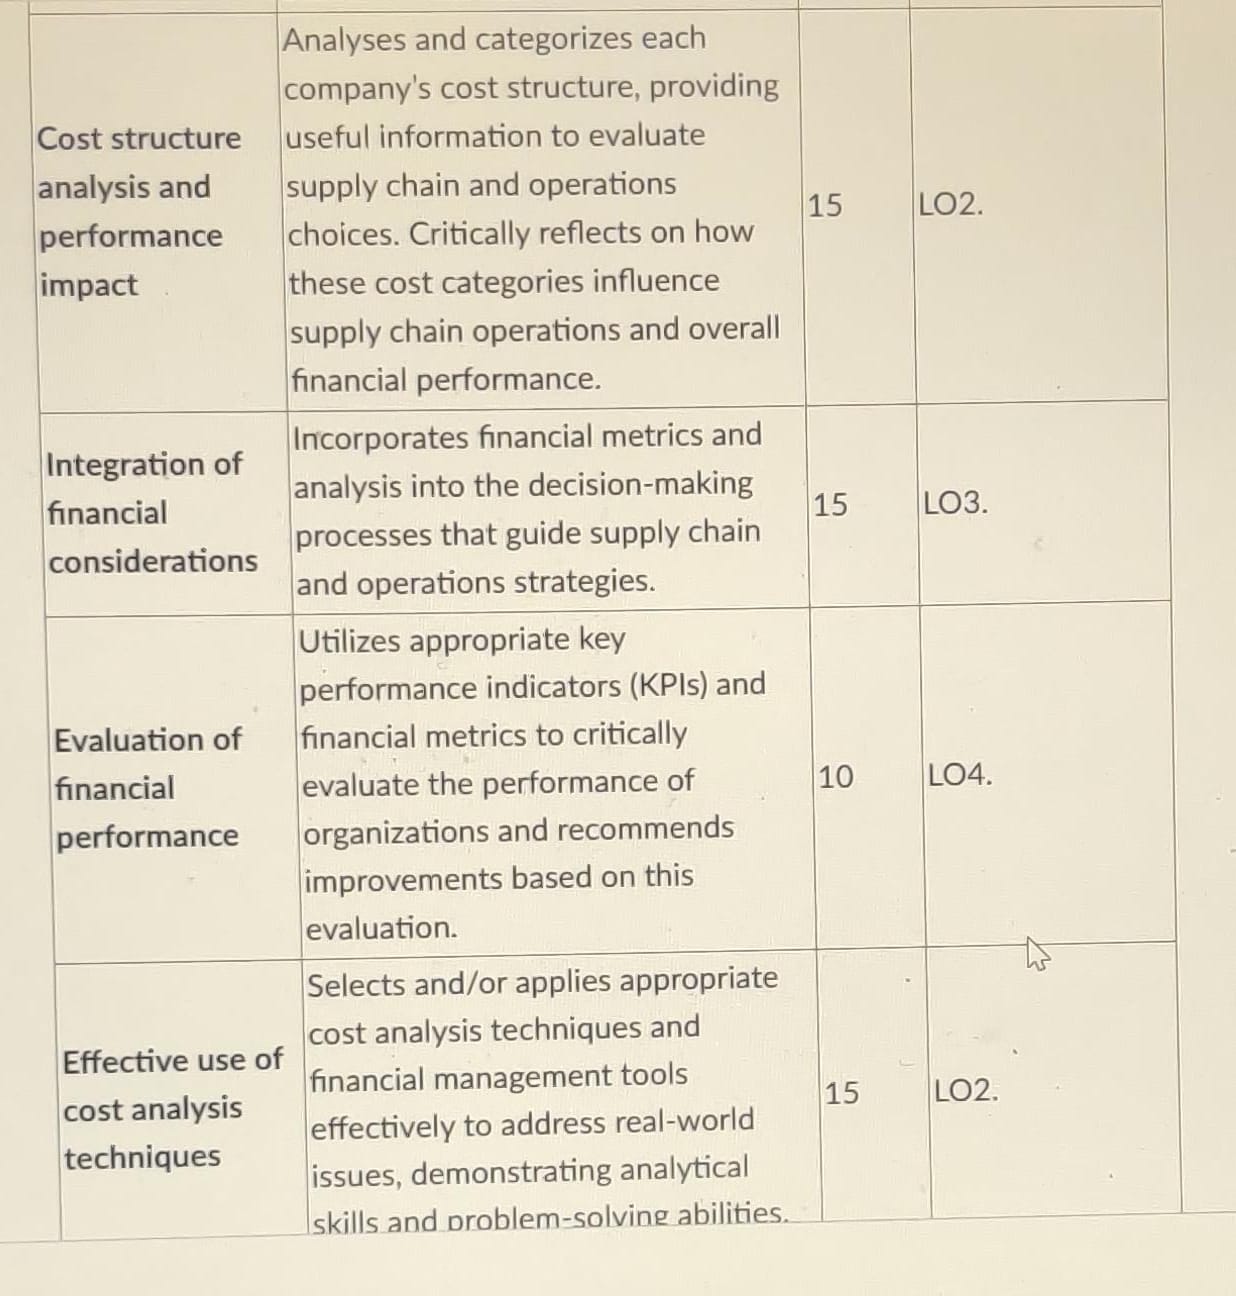 Cost structure
analysis and
performance
impact
Analyses and categorizes each
company's cost structure, providing
useful information to evaluate
supply chain and operations
choices. Critically reflects on how
these cost categories influence
supply chain operations and overall
financial performance.
15
LO2.
Integration of
financial
considerations
Incorporates financial metrics and
analysis into the decision-making
processes that guide supply chain
and operations strategies.
15
LO3.
Evaluation of
financial
performance
Utilizes appropriate key
performance indicators (KPIs) and
financial metrics to critically
evaluate the performance of
organizations and recommends
improvements based on this
evaluation.
10
LO4.
Effective use of
cost analysis
techniques
Selects and/or applies appropriate
cost analysis techniques and
financial management tools
effectively to address real-world
issues, demonstrating analytical
skills and problem-solving abilities.
15
LO2.